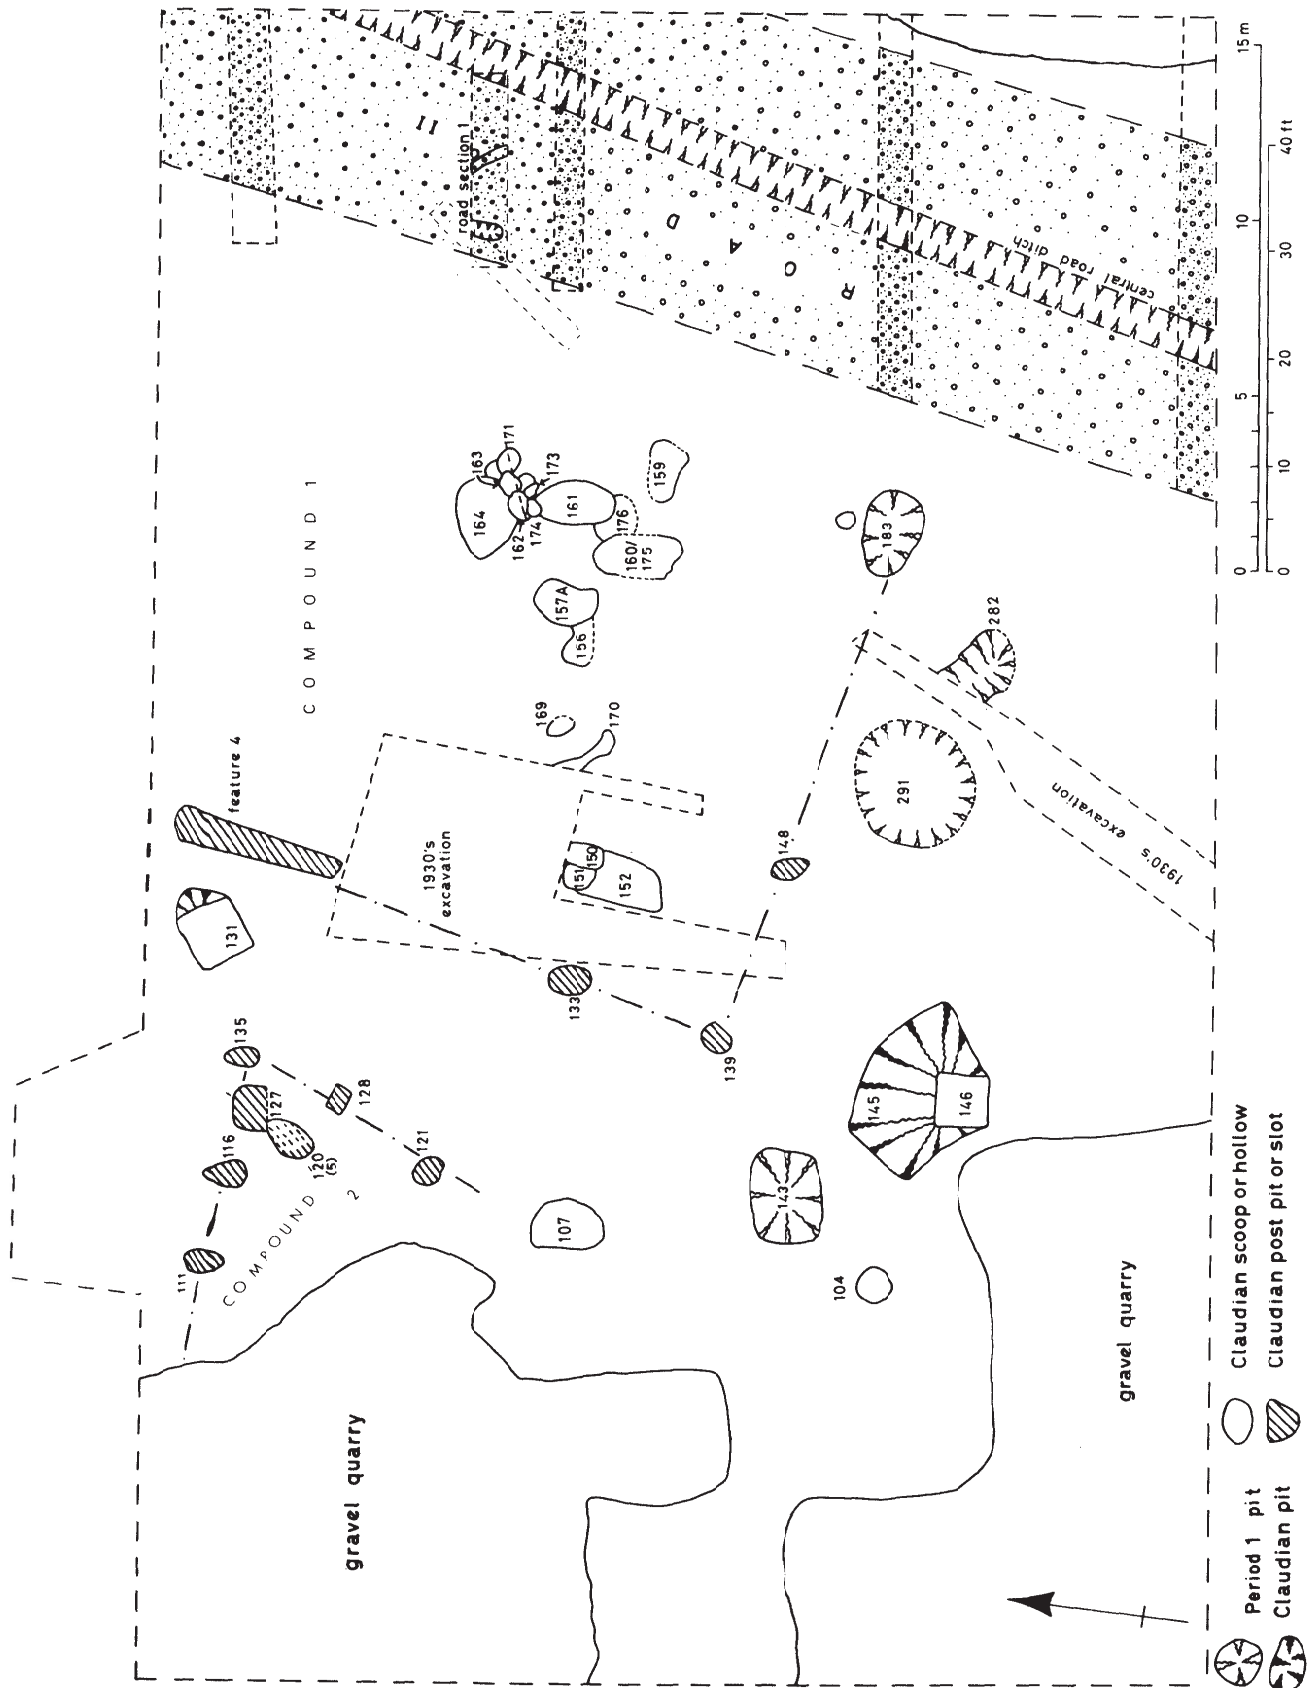 II
road section 1
R O A D
central road ditch
COMPOUND 1
163
171
164
162
174
173
161
176
159
160/
175
157A
156
169
170
183
282
291
feature 4
1930's
excavation
150
151
152
148
1930's
excavation
131
133
139
135
127
128
116
120
(5)
121
111
COMPOUND 2
107
143
145
146
104
gravel quarry
gravel quarry
0 5 10 15 m
0 10 20 30 40 ft
Period 1 pit
Claudian pit
Claudian scoop or hollow
Claudian post pit or slot